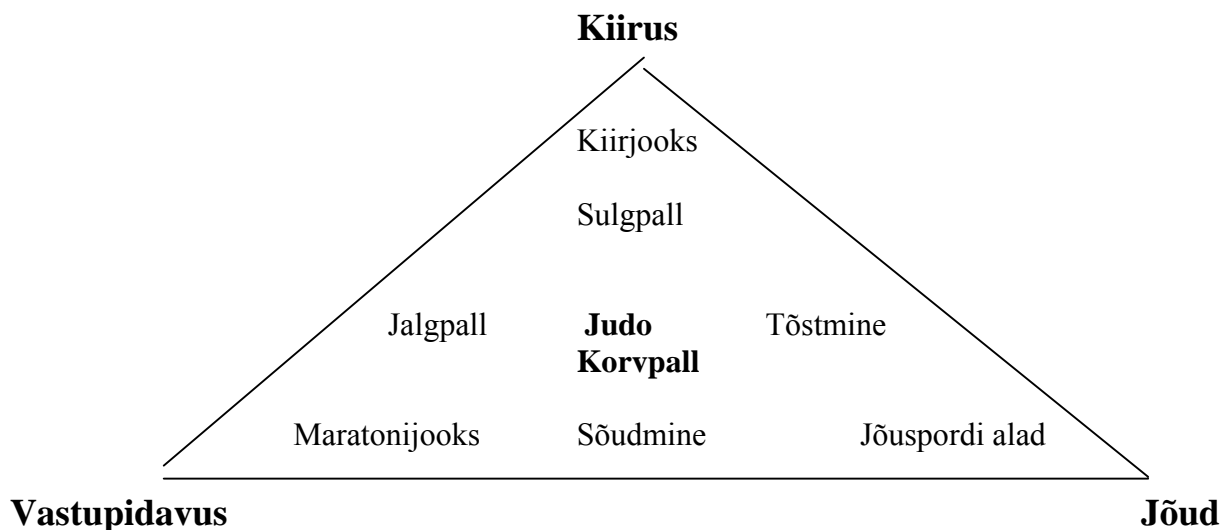 Kiirus
Kiirjooks
Sulgpall
Jalgpall Judo Tõstmine
Korvpall
Maratonijooks Sõudmine Jõuspordi alad
Vastupidavus Jõud